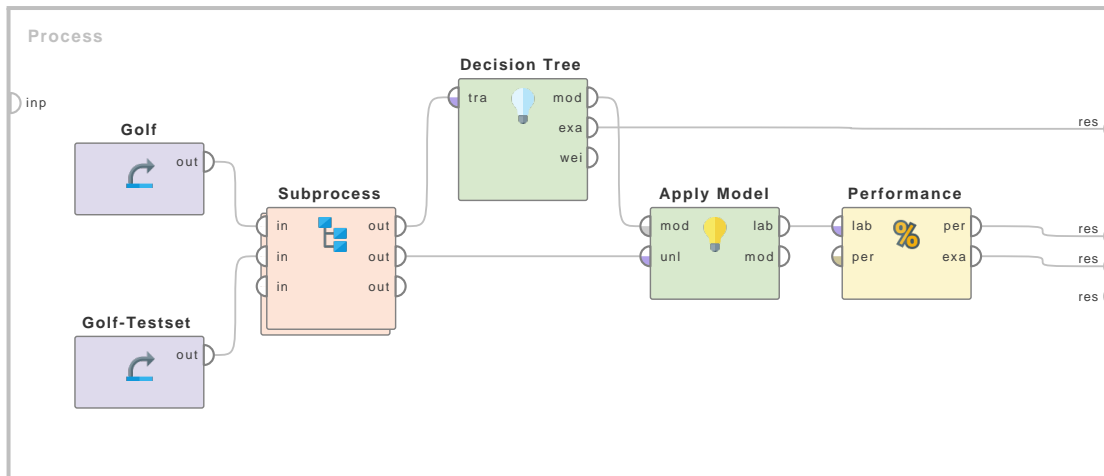 Process
inp
Golf
out
Golf-Testset
out
Subprocess
in out
in out
in out
Decision Tree
tra mod
exa
wei
Apply Model
mod lab
unl mod
Performance
lab per
per exa
res
res
res
res